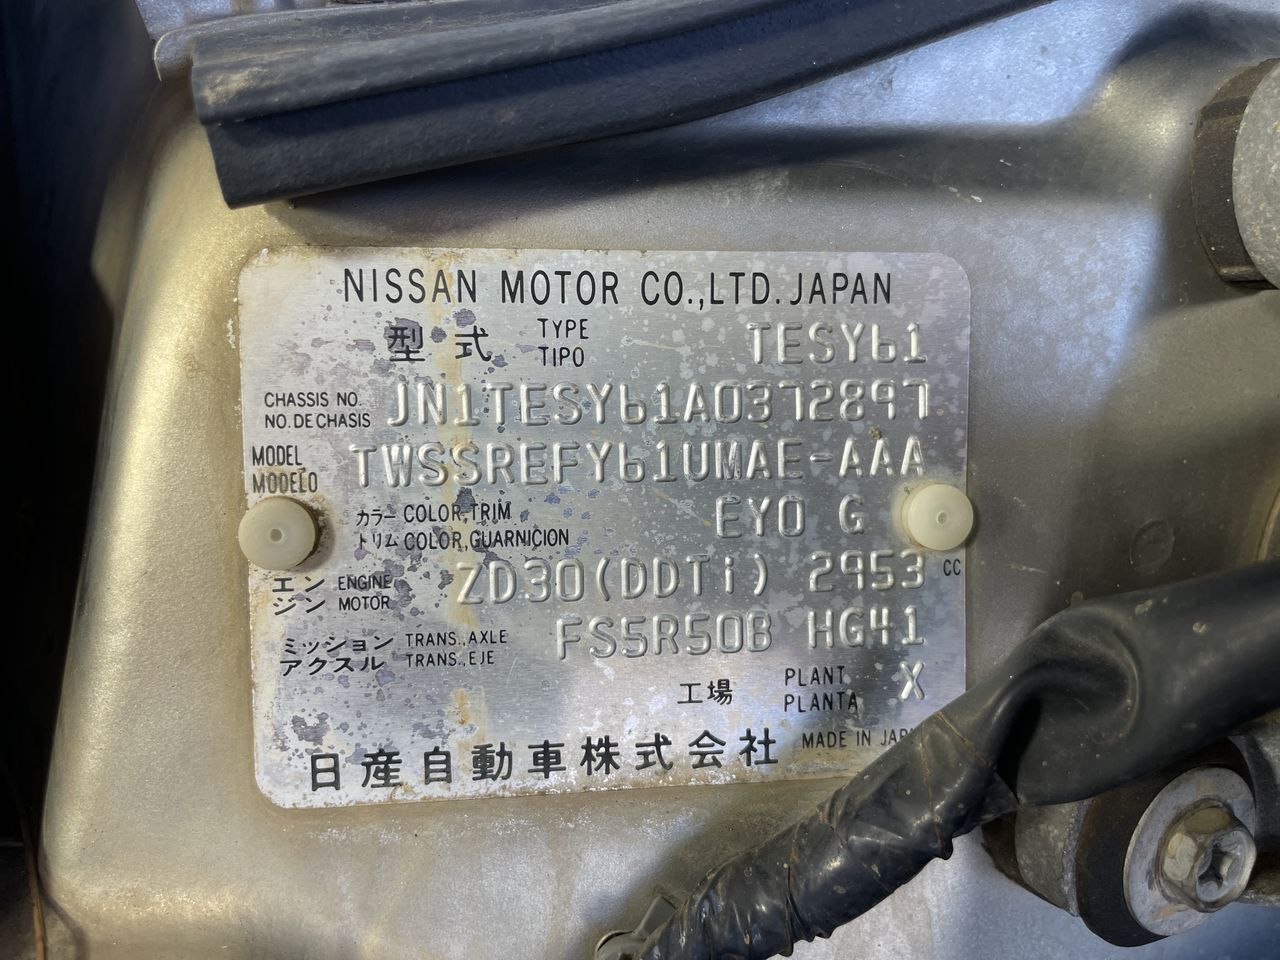 NISSAN MOTOR CO.,LTD. JAPAN
型式 TYPE TESY61
TIPO
CHASSIS NO. JN1TESY61A0372897
NO. DE CHASIS
MODEL TWSSREFY61UMAE-AAA
MODELO
カラー COLOR,TRIM EY0 G
トリム COLOR,GUARNICION
エン ENGINE ZD30(DDTi) 2953 CC
ジン MOTOR
ミッション TRANS.,AXLE FS5R50B HG41
アクスル TRANS.,EJE
工場 PLANT X
PLANTA
日産自動車株式会社 MADE IN